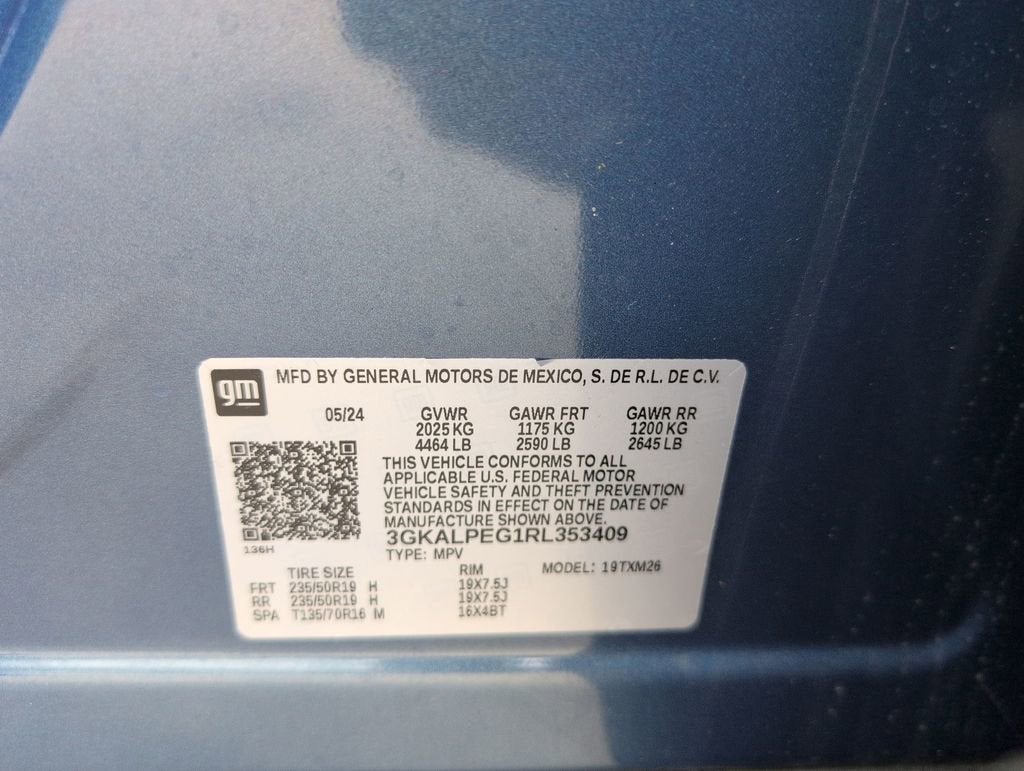 gm MFD BY GENERAL MOTORS DE MEXICO, S. DE R.L. DE C.V.
05/24 GVWR GAWR FRT GAWR RR
2025 KG 1175 KG 1200 KG
4464 LB 2590 LB 2645 LB
THIS VEHICLE CONFORMS TO ALL
APPLICABLE U.S. FEDERAL MOTOR
VEHICLE SAFETY AND THEFT PREVENTION
STANDARDS IN EFFECT ON THE DATE OF
MANUFACTURE SHOWN ABOVE.
3GKALPEG1RL353409
136H
TYPE: MPV MODEL: 19TXM26
TIRE SIZE RIM
FRT 235/50R19 H 19X7.5J
RR 235/50R19 H 19X7.5J
SPA T135/70R16 M 16X4BT